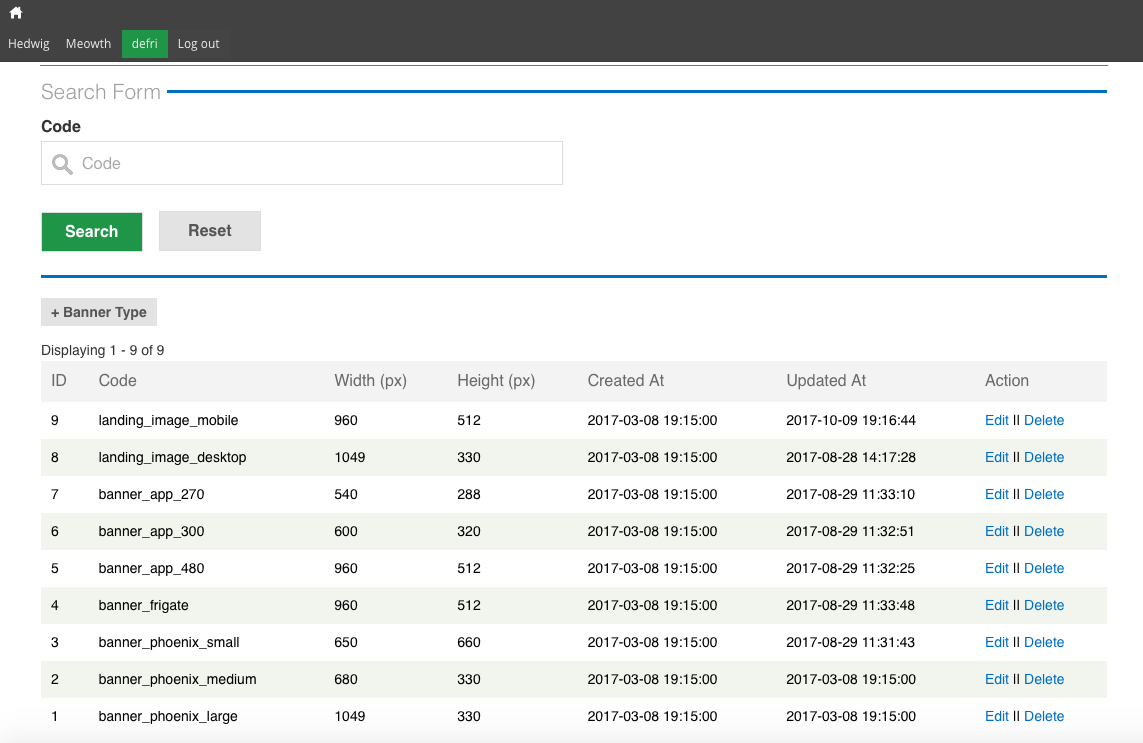 Hedwig Meowth defri Log out
Search Form
Code
Code
Search Reset
+ Banner Type
Displaying 1 - 9 of 9
ID Code Width (px) Height (px) Created At Updated At Action
9 landing_image_mobile 960 512 2017-03-08 19:15:00 2017-10-09 19:16:44 Edit || Delete
8 landing_image_desktop 1049 330 2017-03-08 19:15:00 2017-08-28 14:17:28 Edit || Delete
7 banner_app_270 540 288 2017-03-08 19:15:00 2017-08-29 11:33:10 Edit || Delete
6 banner_app_300 600 320 2017-03-08 19:15:00 2017-08-29 11:32:51 Edit || Delete
5 banner_app_480 960 512 2017-03-08 19:15:00 2017-08-29 11:32:25 Edit || Delete
4 banner_frigate 960 512 2017-03-08 19:15:00 2017-08-29 11:33:48 Edit || Delete
3 banner_phoenix_small 650 660 2017-03-08 19:15:00 2017-08-29 11:31:43 Edit || Delete
2 banner_phoenix_medium 680 330 2017-03-08 19:15:00 2017-03-08 19:15:00 Edit || Delete
1 banner_phoenix_large 1049 330 2017-03-08 19:15:00 2017-03-08 19:15:00 Edit || Delete